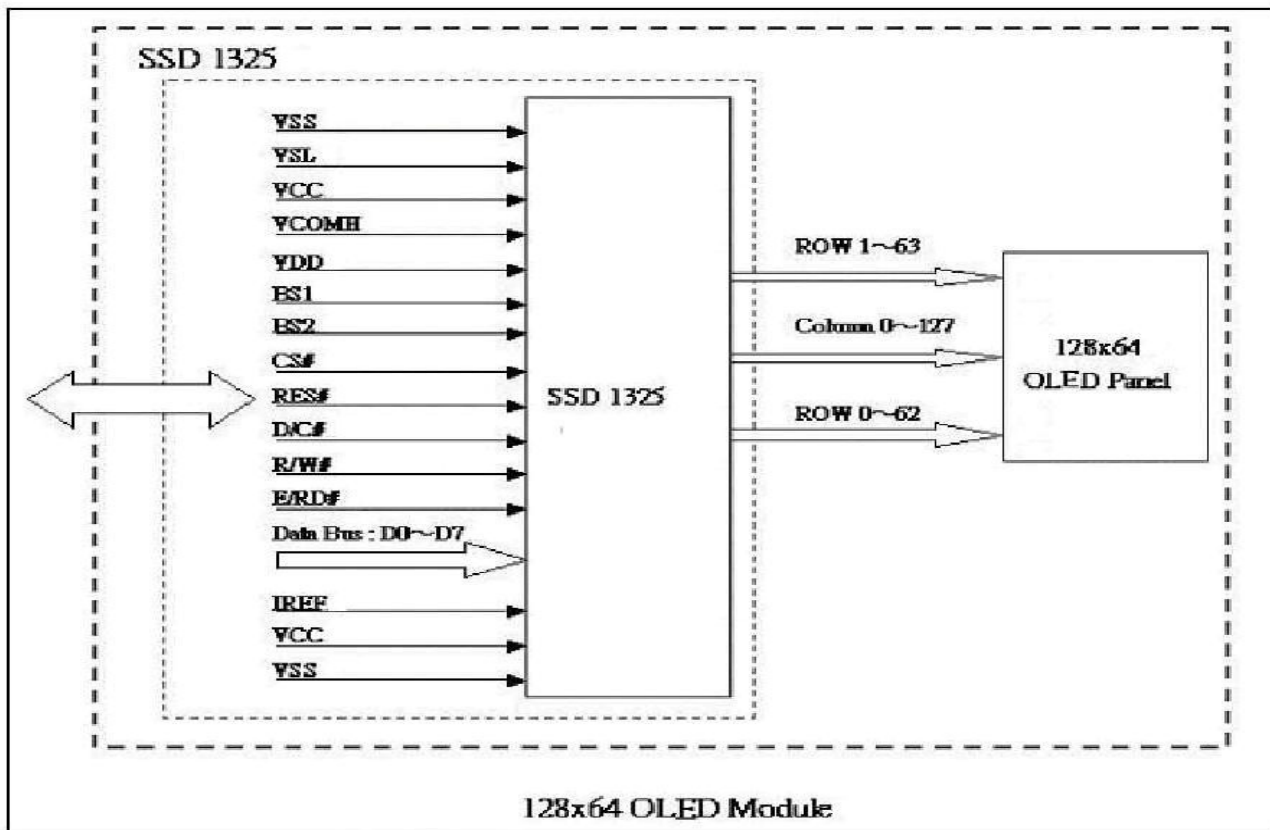 SSD 1325
VSS
VSL
VCC
VCOMH
VDD
BS1
BS2
CS#
RES#
D/C#
R/W#
E/RD#
Data Bus : D0~D7
IREF
VCC
VSS
SSD 1325
ROW 1~63
Column 0~127
ROW 0~62
128x64
OLED Panel
128x64 OLED Module